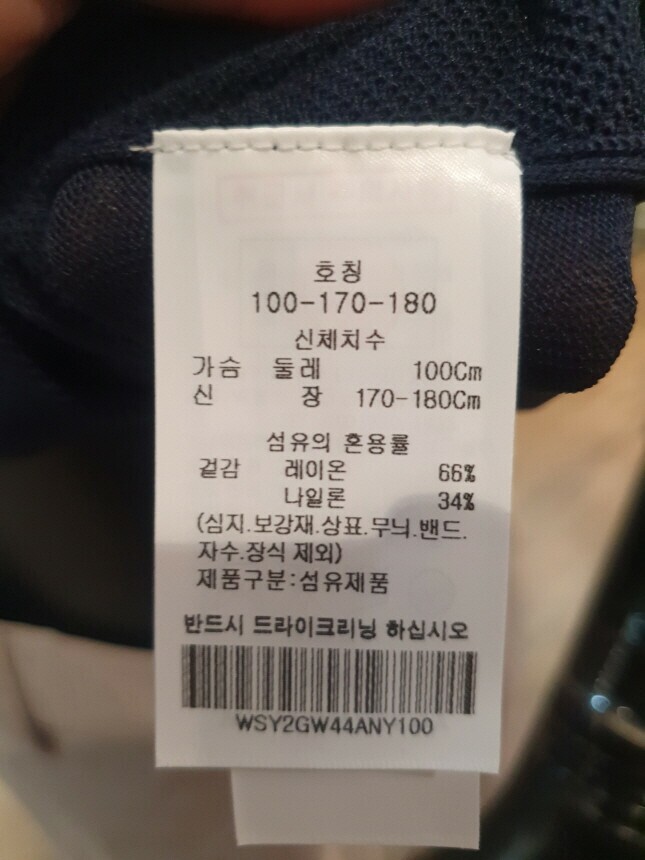 호칭
100-170-180
신체치수
가슴 둘레 100Cm
신 장 170-180Cm
섬유의 혼용률
겉감 레이온 66%
나일론 34%
(심지.보강재.상표.무늬.밴드.
자수.장식 제외)
제품구분:섬유제품
반드시 드라이크리닝 하십시오
WSY2GW44ANY100